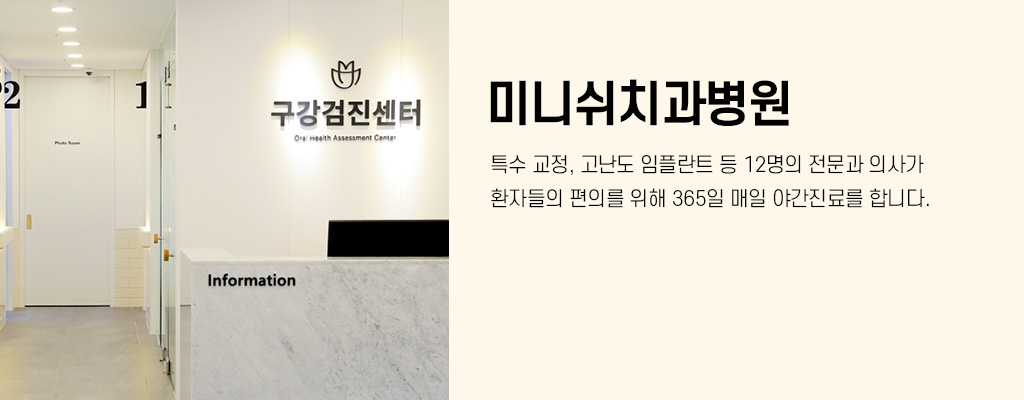 2
1
Photo Room
구강검진센터
Oral Health Assessment Center
Information
미니쉬치과병원
특수 교정, 고난도 임플란트 등 12명의 전문과 의사가
환자들의 편의를 위해 365일 매일 야간진료를 합니다.